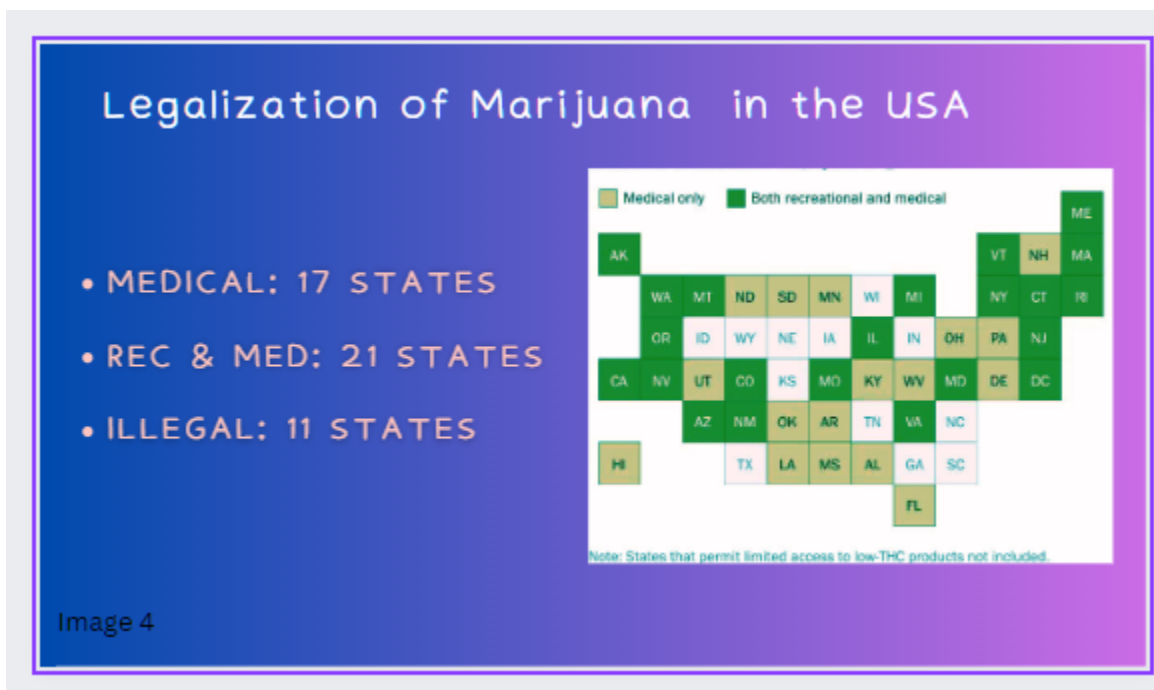 Legalization of Marijuana in the USA
Medical only Both recreational and medical
ME
AK VT NH MA
• MEDICAL: 17 STATES
WA MT ND SD MN WI MI NY CT RI
OR ID WY NE IA IL IN OH PA NJ
• REC & MED: 21 STATES
CA NV UT CO KS MO KY WV MD DE DC
AZ NM OK AR TN VA NC
• ILLEGAL: 11 STATES
HI TX LA MS AL GA SC
FL
Note: States that permit limited access to low-THC products not included.
Image 4